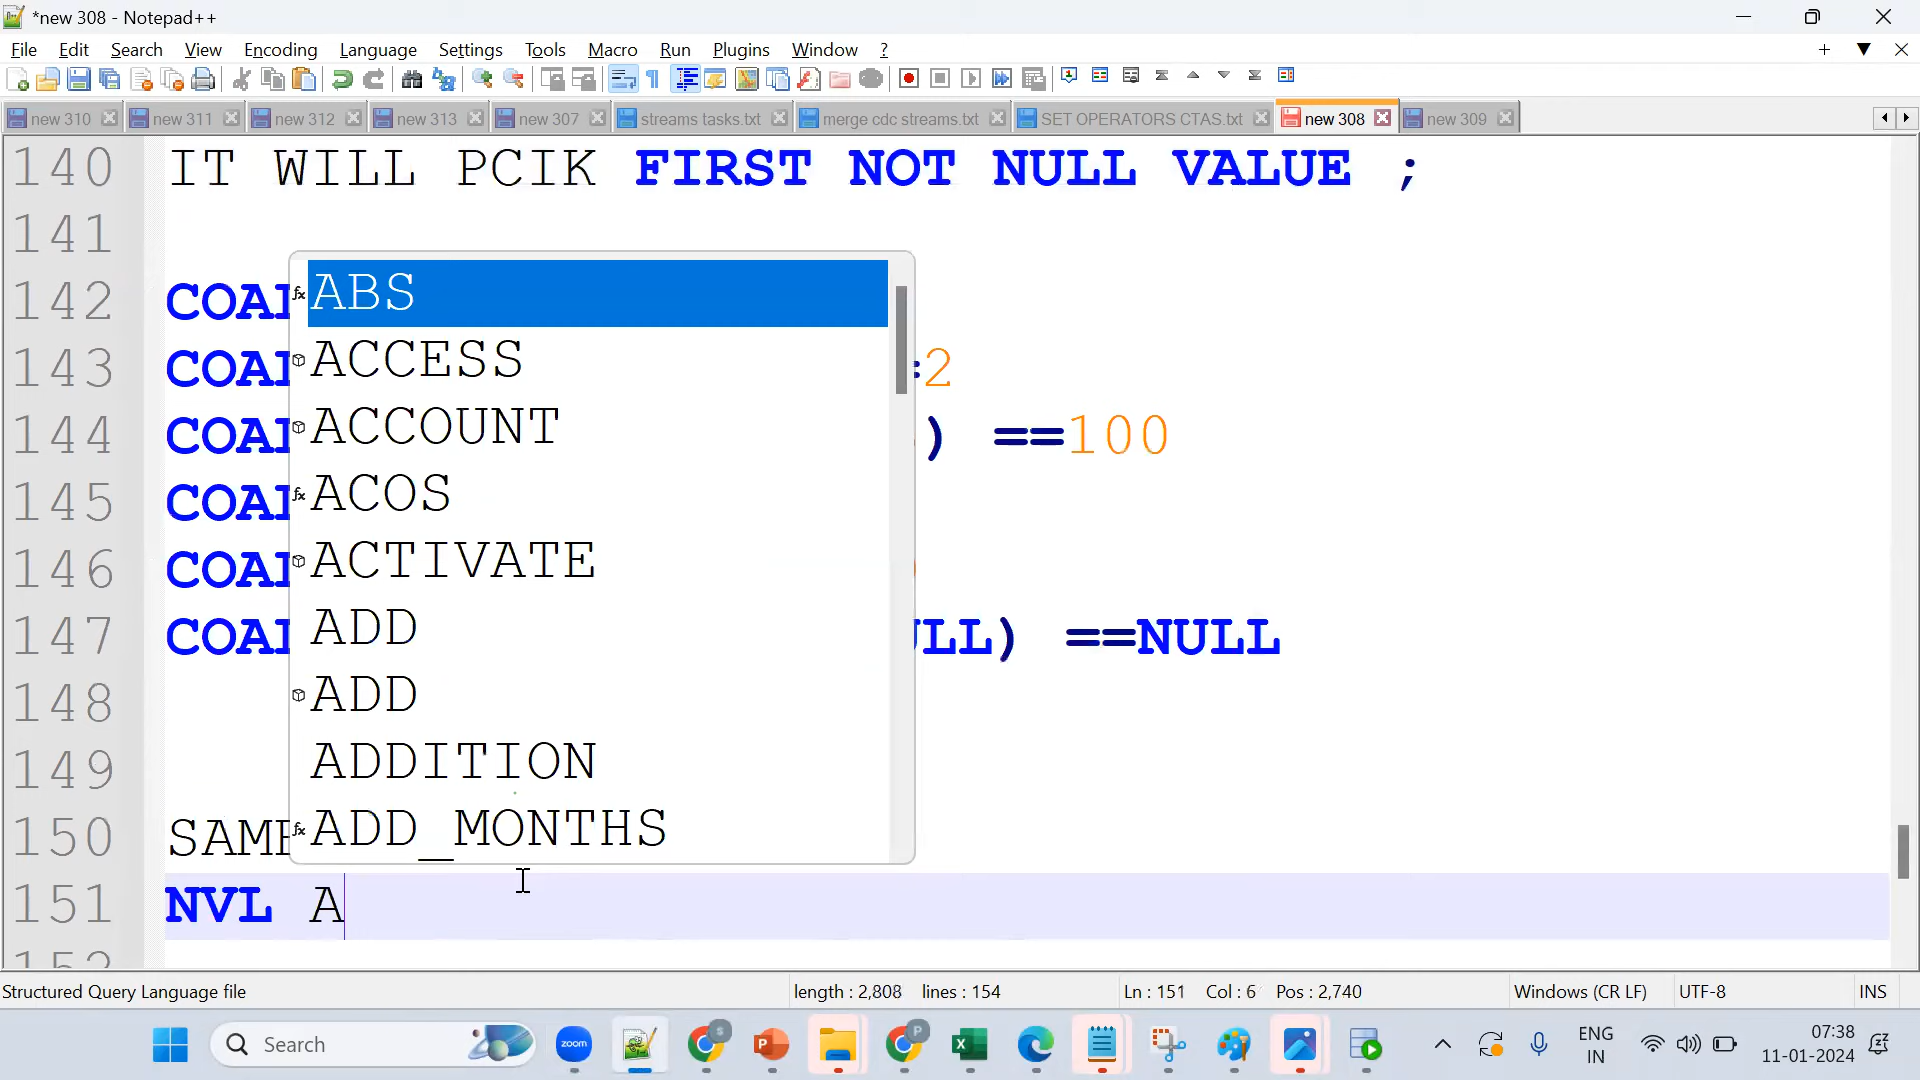 *new 308 - Notepad++
File Edit Search View Encoding Language Settings Tools Macro Run Plugins Window ?
new 310 new 311 new 312 new 313 new 307 streams tasks.txt merge cdc streams.txt SET OPERATORS CTAS.txt new 308 new 309
140 IT WILL PCIK FIRST NOT NULL VALUE ;
141
142 COAL
143 COAL =2
144 COAL ) ==100
145 COAL
146 COAL
147 COAL ULL) ==NULL
148
149
150 SAME
151 NVL A
152
ABS
ACCESS
ACCOUNT
ACOS
ACTIVATE
ADD
ADD
ADDITION
ADD_MONTHS
Structured Query Language file length : 2,808 lines : 154 Ln : 151 Col : 6 Pos : 2,740 Windows (CR LF) UTF-8 INS
Search
zoom
ENG
IN
07:38
11-01-2024